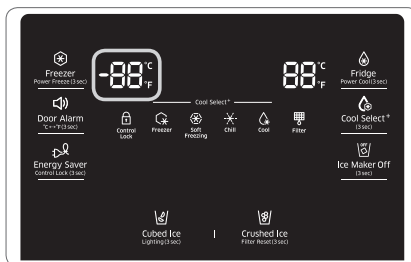 Freezer
Power Freeze (3 sec)
Door Alarm
°C↔°F (3 sec)
Energy Saver
Control Lock (3 sec)
-88 °C °F
88 °C °F
Cool Select+
Control Lock
Freezer
Soft Freezing
Chill
Cool
Filter
Fridge
Power Cool (3 sec)
Cool Select+
(3 sec)
OFF
Ice Maker Off
(3 sec)
Cubed Ice
Lighting (3 sec)
Crushed Ice
Filter Reset (3 sec)